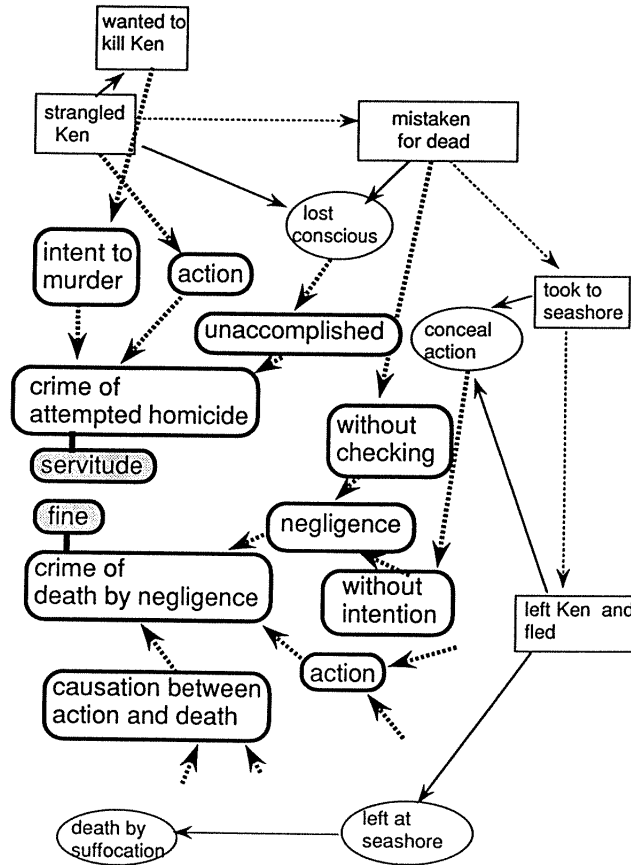 wanted to
kill Ken
strangled
Ken
mistaken
for dead
lost
conscious
intent to
murder
action
took to
seashore
unaccomplished
conceal
action
crime of
attempted homicide
without
checking
servitude
fine
negligence
crime of
death by negligence
without
intention
left Ken and
fled
action
causation between
action and death
death by
suffocation
left at
seashore